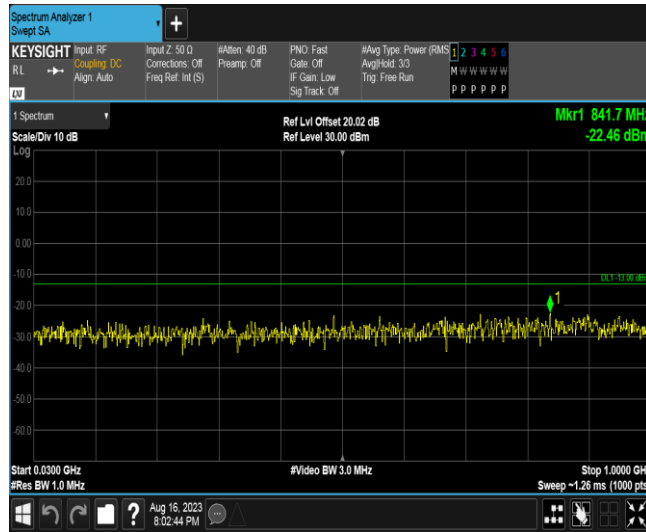 Spectrum Analyzer 1
Swept SA
+
KEYSIGHT
RL
LXI
Input: RF
Coupling: DC
Align: Auto
Input Z: 50 Ω
Corrections: Off
Freq Ref: Int (S)
#Atten: 40 dB
Preamp: Off
PNO: Fast
Gate: Off
IF Gain: Low
Sig Track: Off
#Avg Type: Power (RMS
Avg|Hold: 3/3
Trig: Free Run
1 2 3 4 5 6
M W W W W W
P P P P P P
1 Spectrum
Scale/Div 10 dB
Log
Ref Lvl Offset 20.02 dB
Ref Level 30.00 dBm
Mkr1 841.7 MHz
-22.46 dBm
20.0
10.0
0.00
-10.0
DL1 -13.00 dBm
-20.0
1
-30.0
-40.0
-50.0
-60.0
Start 0.0300 GHz
#Res BW 1.0 MHz
#Video BW 3.0 MHz
Stop 1.0000 GH
Sweep ~1.26 ms (1000 pts
?
Aug 16, 2023
8:02:44 PM